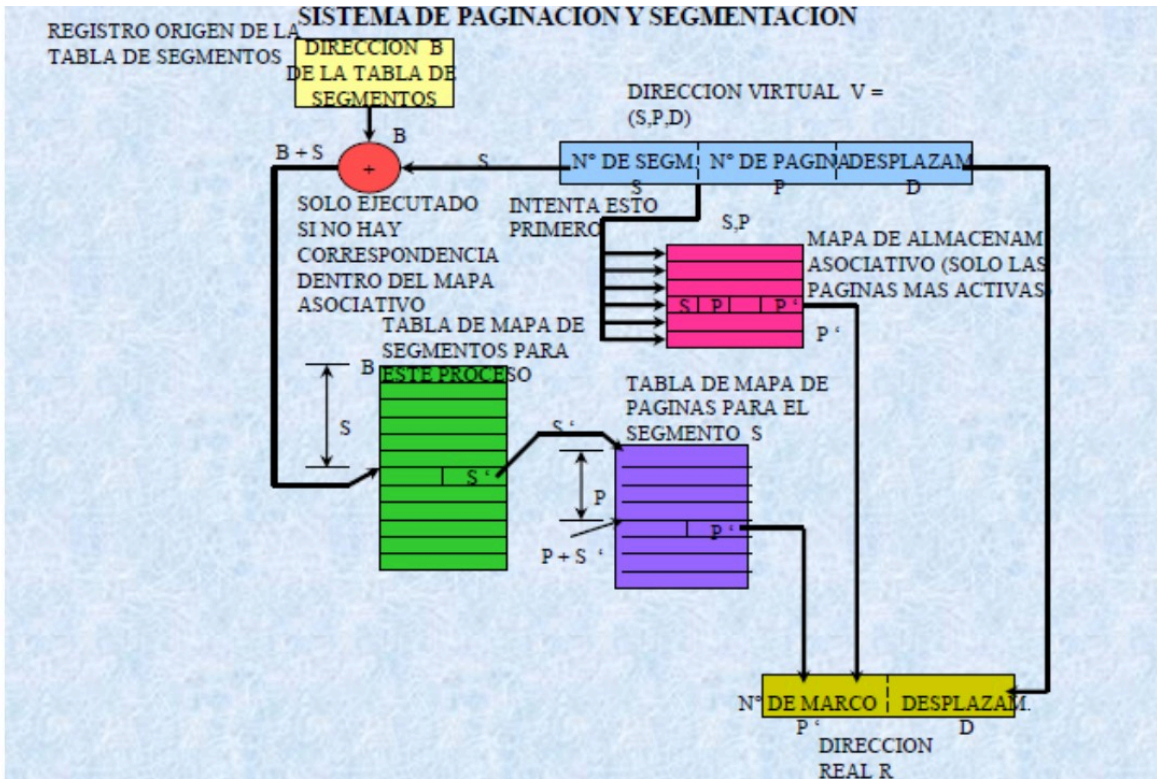 SISTEMA DE PAGINACION Y SEGMENTACION
REGISTRO ORIGEN DE LA
TABLA DE SEGMENTOS
DIRECCION B
DE LA TABLA DE
SEGMENTOS
DIRECCION VIRTUAL V =
(S,P,D)
B
B + S
+
S
N° DE SEGM.
S
N° DE PAGINA
P
DESPLAZAM.
D
SOLO EJECUTADO
SI NO HAY
CORRESPONDENCIA
DENTRO DEL MAPA
ASOCIATIVO
INTENTA ESTO
PRIMERO
S,P
MAPA DE ALMACENAM
ASOCIATIVO (SOLO LAS
PAGINAS MAS ACTIVAS
S P P ‘
P ‘
TABLA DE MAPA DE
SEGMENTOS PARA
ESTE PROCESO
B
S
S ‘
S ‘
TABLA DE MAPA DE
PAGINAS PARA EL
SEGMENTO S
P
P ‘
P + S ‘
N° DE MARCO
P ‘
DESPLAZAM.
D
DIRECCION
REAL R